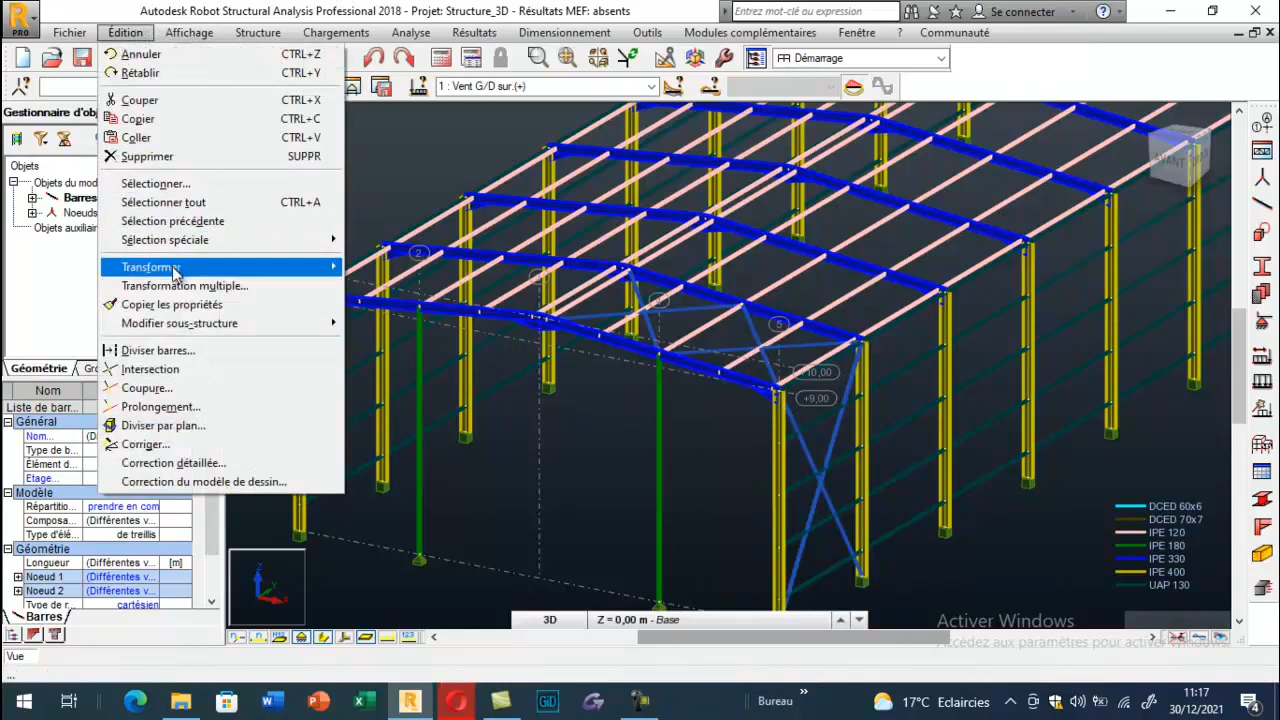 PRO
Autodesk Robot Structural Analysis Professional 2018 - Projet: Structure_3D - Résultats MEF: absents
Entrez mot-clé ou expression
Se connecter
Fichier Édition Affichage Structure Chargements Analyse Résultats Dimensionnement Outils Modules complémentaires Fenêtre ? Communauté
Démarrage
1 : Vent G/D sur.(+)
Annuler CTRL+Z
Rétablir CTRL+Y
Couper CTRL+X
Copier CTRL+C
Coller CTRL+V
Supprimer SUPPR
Sélectionner...
Sélectionner tout CTRL+A
Sélection précédente
Sélection spéciale
Transformer
Transformation multiple...
Copier les propriétés
Modifier sous-structure
Diviser barres...
Intersection
Coupure...
Prolongement...
Diviser par plan...
Corriger...
Correction détaillée...
Correction du modèle de dessin...
Gestionnaire d'obj
Objets
Objets du mod
Barres
Noeuds
Objets auxiliair
Géométrie
Nom
Liste de barr...
Général
Nom... (D
Type de b
Élément d
Etage...
Modèle
Répartitio... prendre en com
Composa... (Différentes v...
Type d'élé... de treillis
Géométrie
Longueur (Différentes v... [m]
Noeud 1 (Différentes v...
Noeud 2 (Différentes v...
Type de r... cartésien
Barres
Vue
...
AVANT
2
5
+10,00
+9,00
DCED 60x6
DCED 70x7
IPE 120
IPE 180
IPE 330
IPE 400
UAP 130
3D Z = 0,00 m - Base
Activer Windows
Accédez aux paramètres pour activer Windows.
Bureau
17°C Eclaircies
11:17
30/12/2021
4